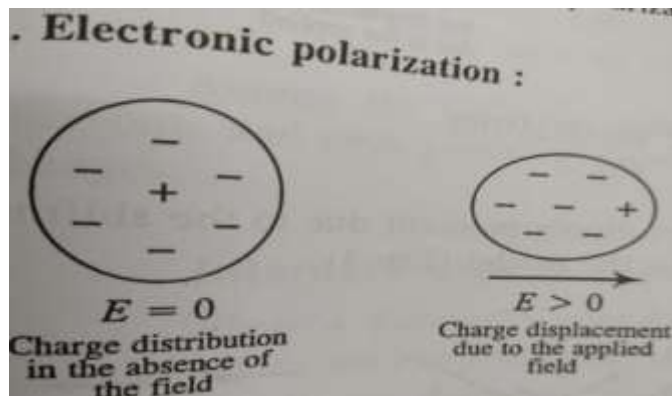 . Electronic polarization :
− − − + − − −
− − − − + − −
E = 0
Charge distribution
in the absence of
the field
E > 0
Charge displacement
due to the applied
field